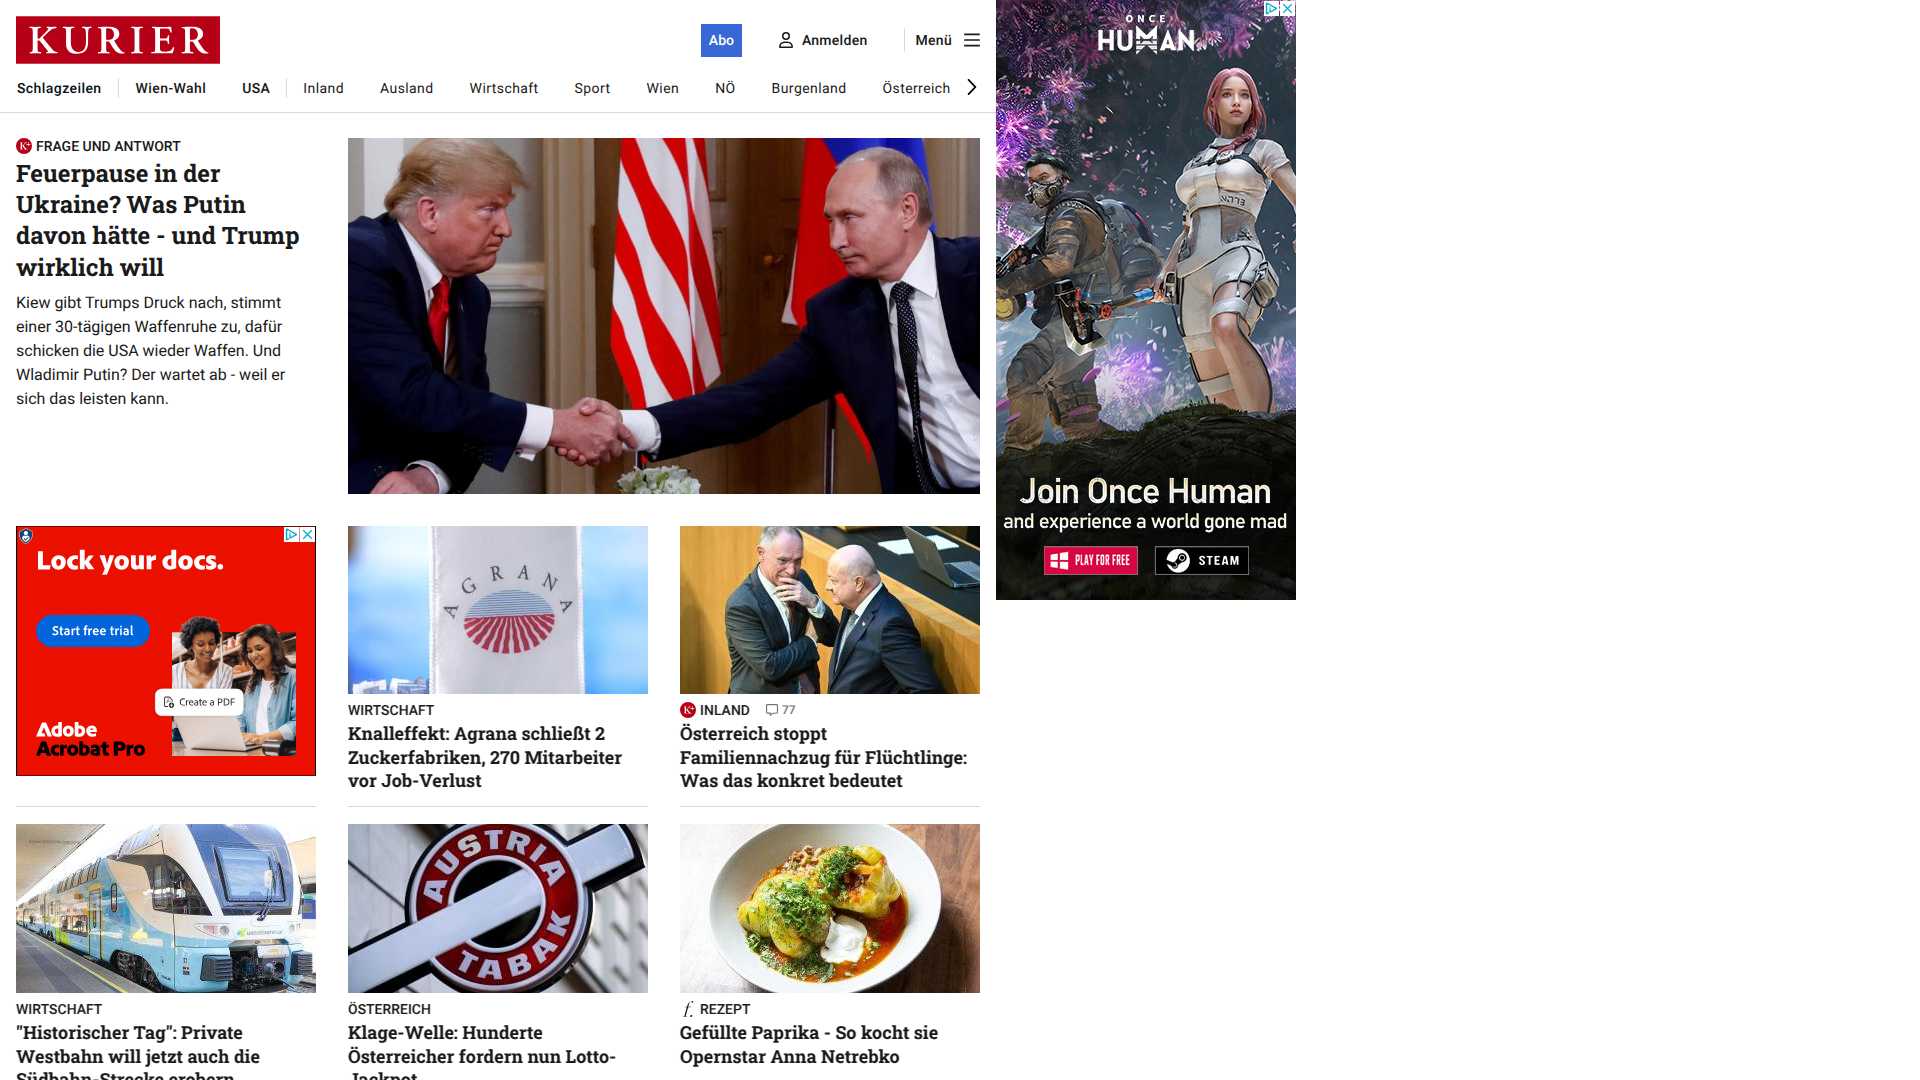 KURIER
Abo
Anmelden
Menü
Schlagzeilen
Wien-Wahl
USA
Inland
Ausland
Wirtschaft
Sport
Wien
NÖ
Burgenland
Österreich
FRAGE UND ANTWORT
Feuerpause in der
Ukraine? Was Putin
davon hätte - und Trump
wirklich will
Kiew gibt Trumps Druck nach, stimmt
einer 30-tägigen Waffenruhe zu, dafür
schicken die USA wieder Waffen. Und
Wladimir Putin? Der wartet ab - weil er
sich das leisten kann.
ONCE
HUMAN
Join Once Human
and experience a world gone mad
PLAY FOR FREE
STEAM
Lock your docs.
Start free trial
Create a PDF
Adobe
Acrobat Pro
AGRANA
WIRTSCHAFT
Knalleffekt: Agrana schließt 2
Zuckerfabriken, 270 Mitarbeiter
vor Job-Verlust
INLAND
77
Österreich stoppt
Familiennachzug für Flüchtlinge:
Was das konkret bedeutet
WIRTSCHAFT
"Historischer Tag": Private
Westbahn will jetzt auch die
Südbahn-Strecke erobern
AUSTRIA
TABAK
ÖSTERREICH
Klage-Welle: Hunderte
Österreicher fordern nun Lotto-
Jackpot
f. REZEPT
Gefüllte Paprika - So kocht sie
Opernstar Anna Netrebko